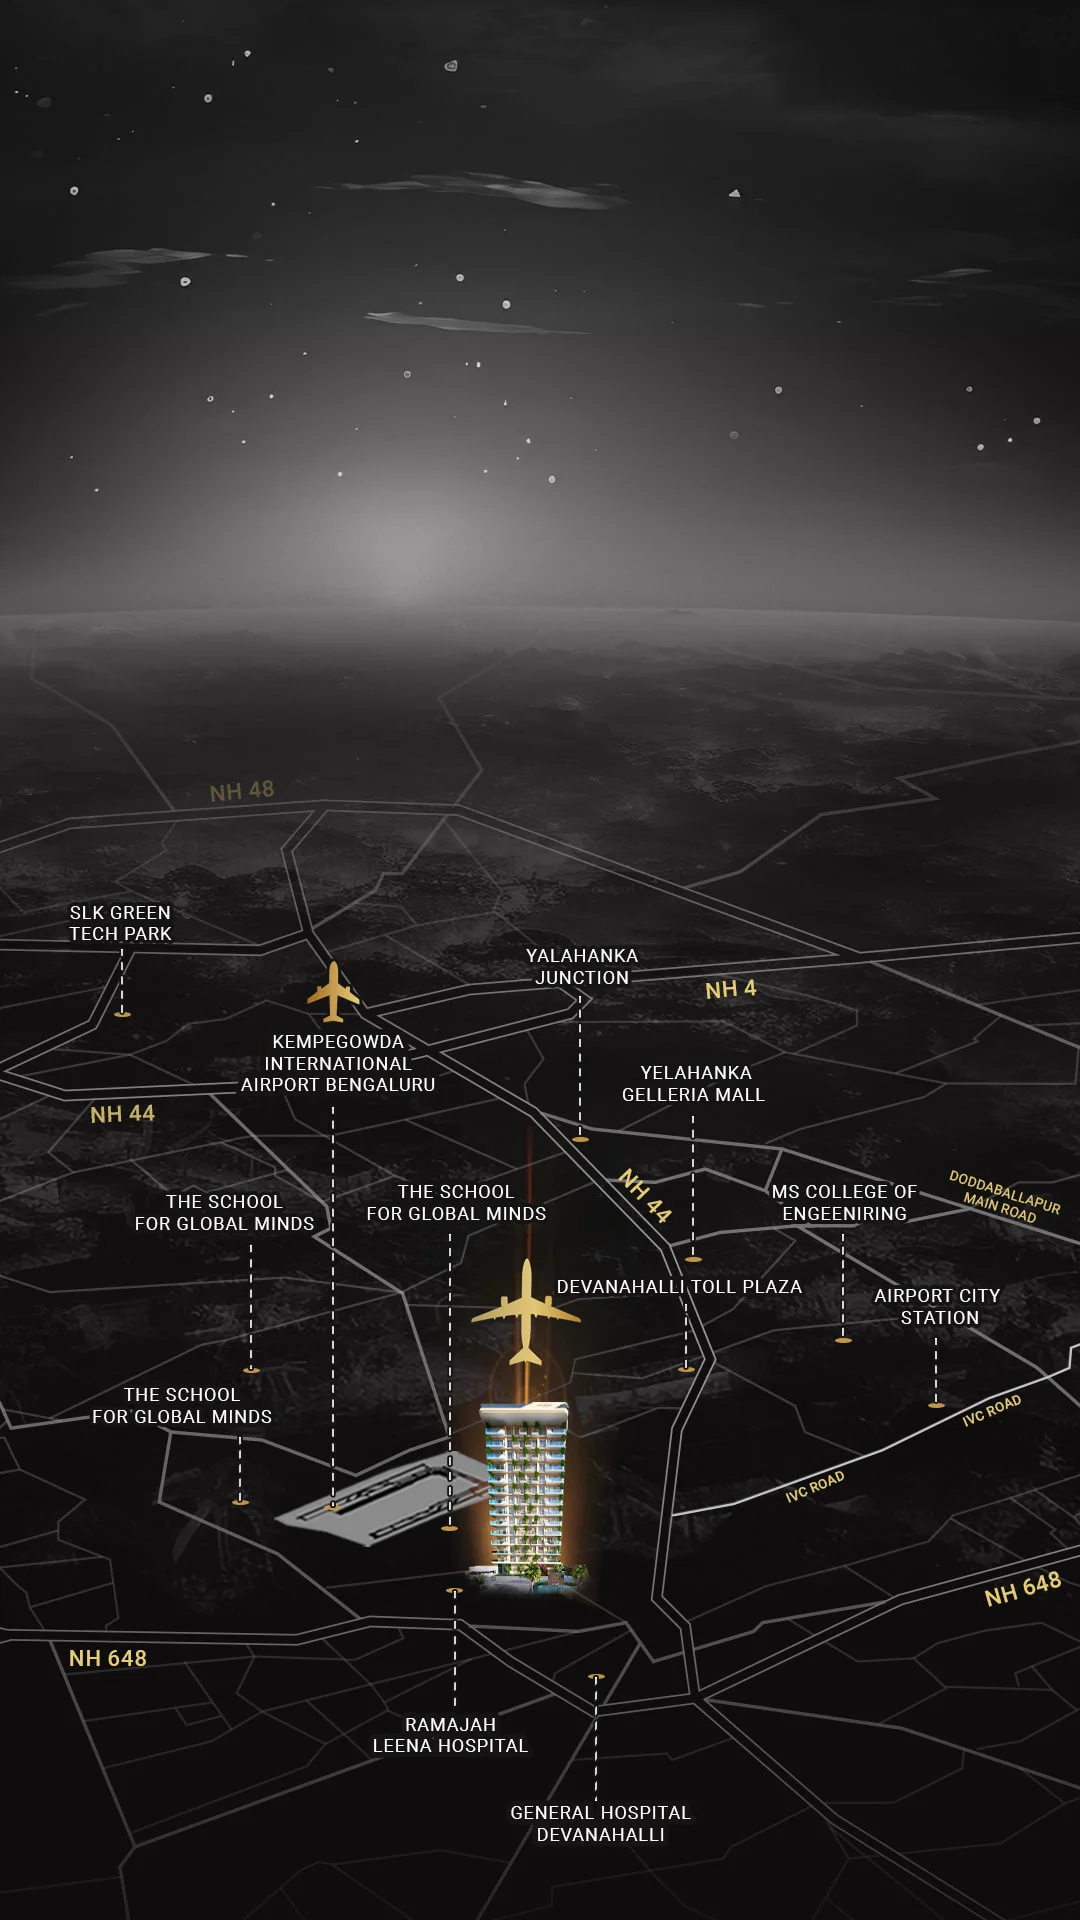 NH 48
SLK GREEN
TECH PARK
YALAHANKA
JUNCTION
NH 4
KEMPEGOWDA
INTERNATIONAL
AIRPORT BENGALURU
YELAHANKA
GELLERIA MALL
NH 44
THE SCHOOL
FOR GLOBAL MINDS
THE SCHOOL
FOR GLOBAL MINDS
NH 44
MS COLLEGE OF
ENGEENIRING
DODDABALLAPUR
MAIN ROAD
DEVANAHALLI TOLL PLAZA
AIRPORT CITY
STATION
THE SCHOOL
FOR GLOBAL MINDS
IVC ROAD
IVC ROAD
NH 648
NH 648
RAMAJAH
LEENA HOSPITAL
GENERAL HOSPITAL
DEVANAHALLI